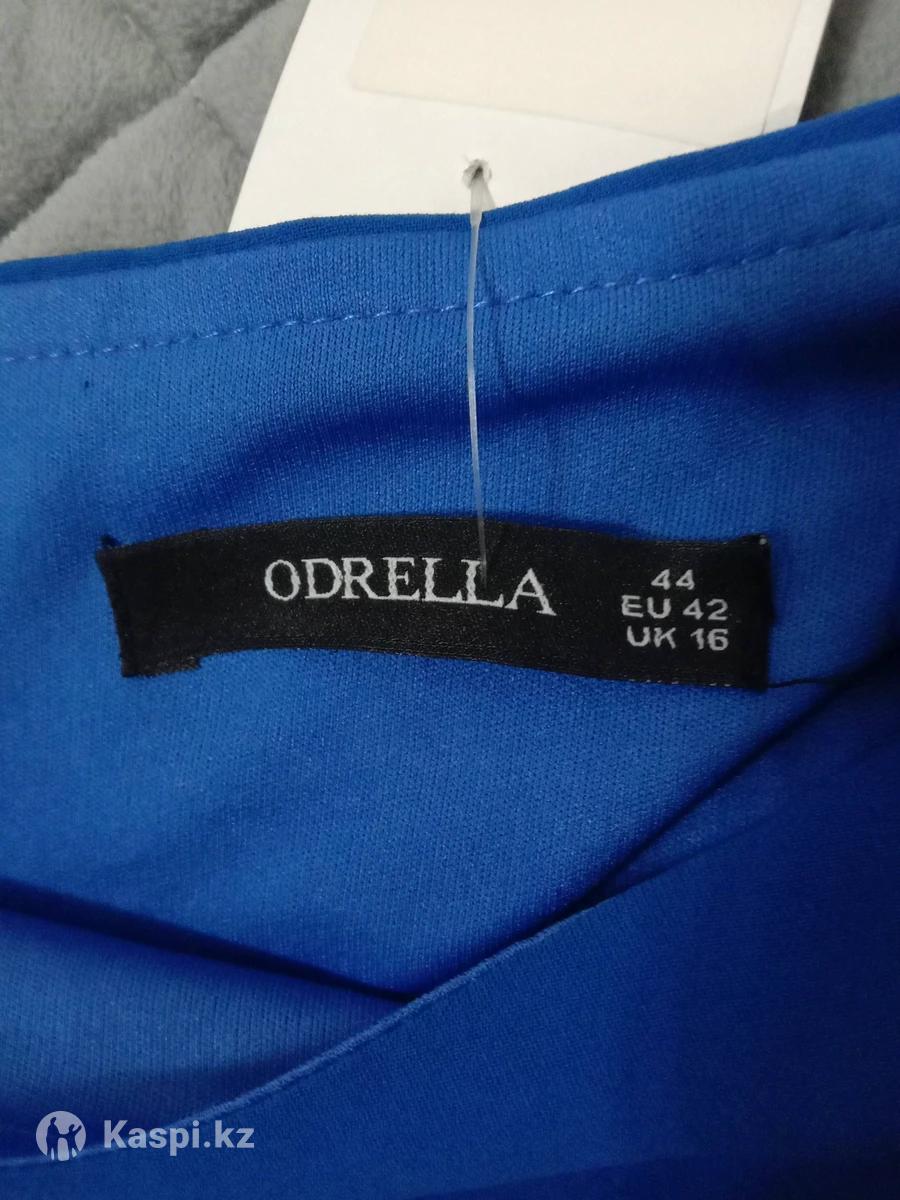 ODRELLA
44
EU 42
UK 16
Kaspi.kz